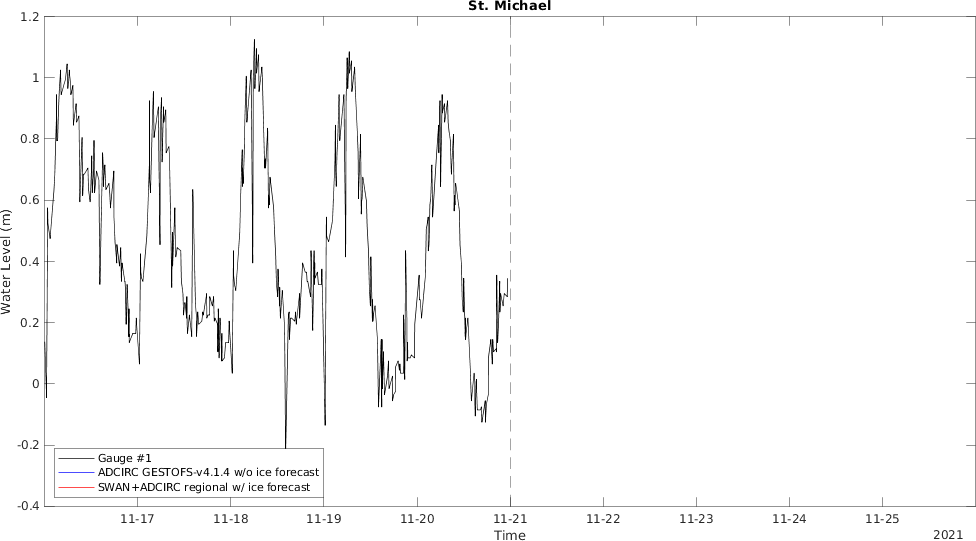 St. Michael
1.2
1
0.8
0.6
0.4
0.2
0
-0.2
-0.4
Water Level (m)
Gauge #1
ADCIRC GESTOFS-v4.1.4 w/o ice forecast
SWAN+ADCIRC regional w/ ice forecast
11-17 11-18 11-19 11-20 11-21 11-22 11-23 11-24 11-25
Time
2021